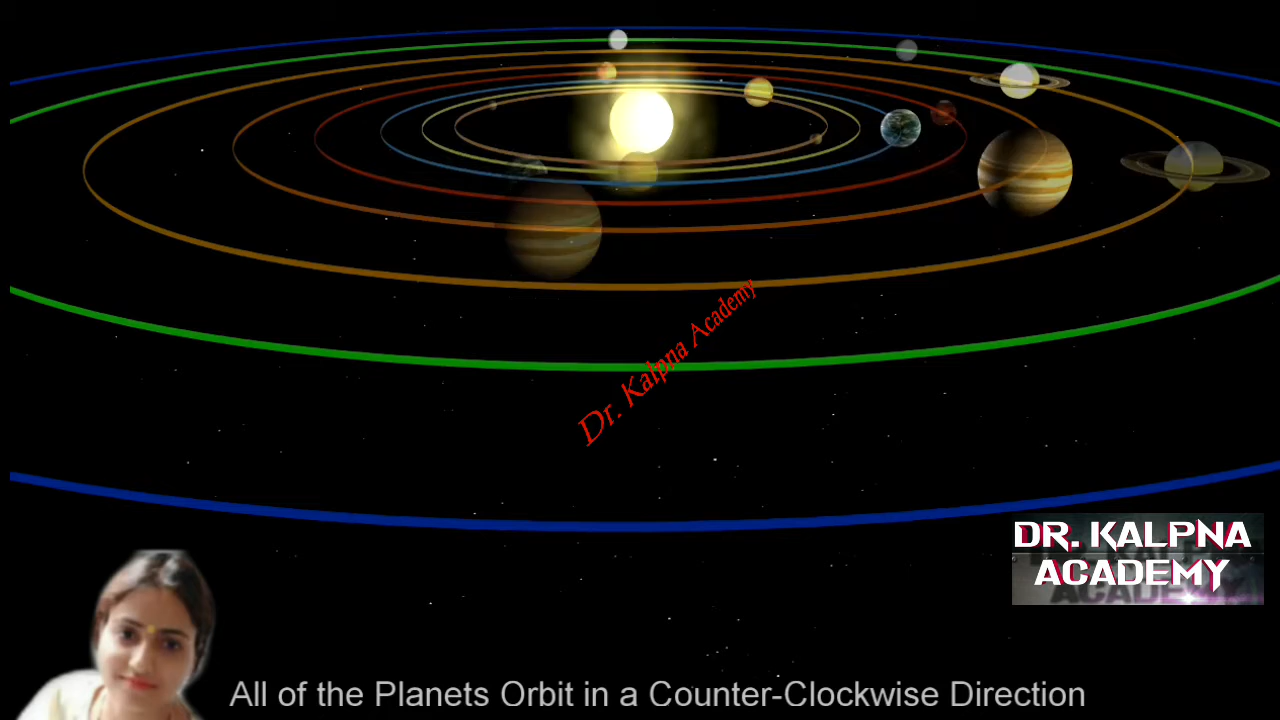 Dr. Kalpna Academy
DR. KALPNA
ACADEMY
All of the Planets Orbit in a Counter-Clockwise Direction